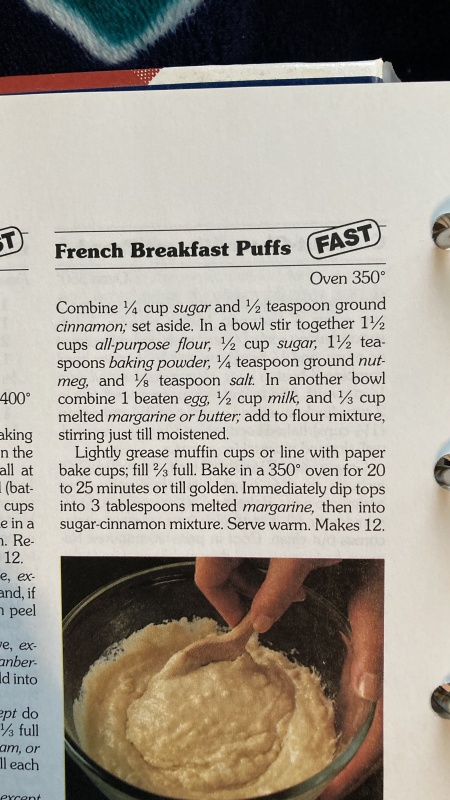 ST
French Breakfast Puffs FAST
Oven 350°
Combine ¼ cup sugar and ½ teaspoon ground
cinnamon; set aside. In a bowl stir together 1½
cups all-purpose flour, ½ cup sugar, 1½ tea-
spoons baking powder, ¼ teaspoon ground nut-
meg, and ⅛ teaspoon salt. In another bowl
combine 1 beaten egg, ½ cup milk, and ⅓ cup
melted margarine or butter; add to flour mixture,
stirring just till moistened.
Lightly grease muffin cups or line with paper
bake cups; fill ⅔ full. Bake in a 350° oven for 20
to 25 minutes or till golden. Immediately dip tops
into 3 tablespoons melted margarine, then into
sugar-cinnamon mixture. Serve warm. Makes 12.
400°
aking
n the
all at
(bat-
cups
e in a
n. Re-
12.
e, ex-
and, if
peel
ve, ex-
anber-
ld into
ept do
⅓ full
am, or
ll each
except